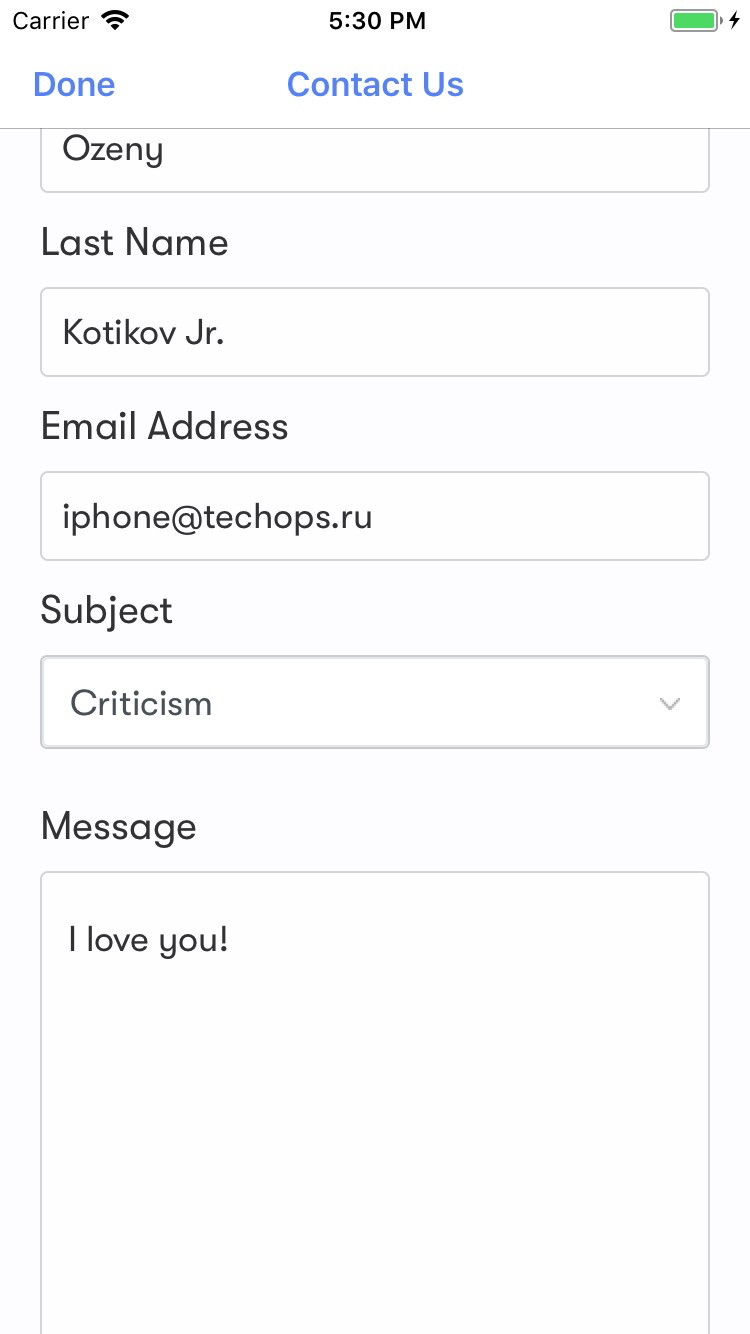 Carrier 5:30 PM
Done Contact Us
Ozeny
Last Name
Kotikov Jr.
Email Address
iphone@techops.ru
Subject
Criticism
Message
I love you!